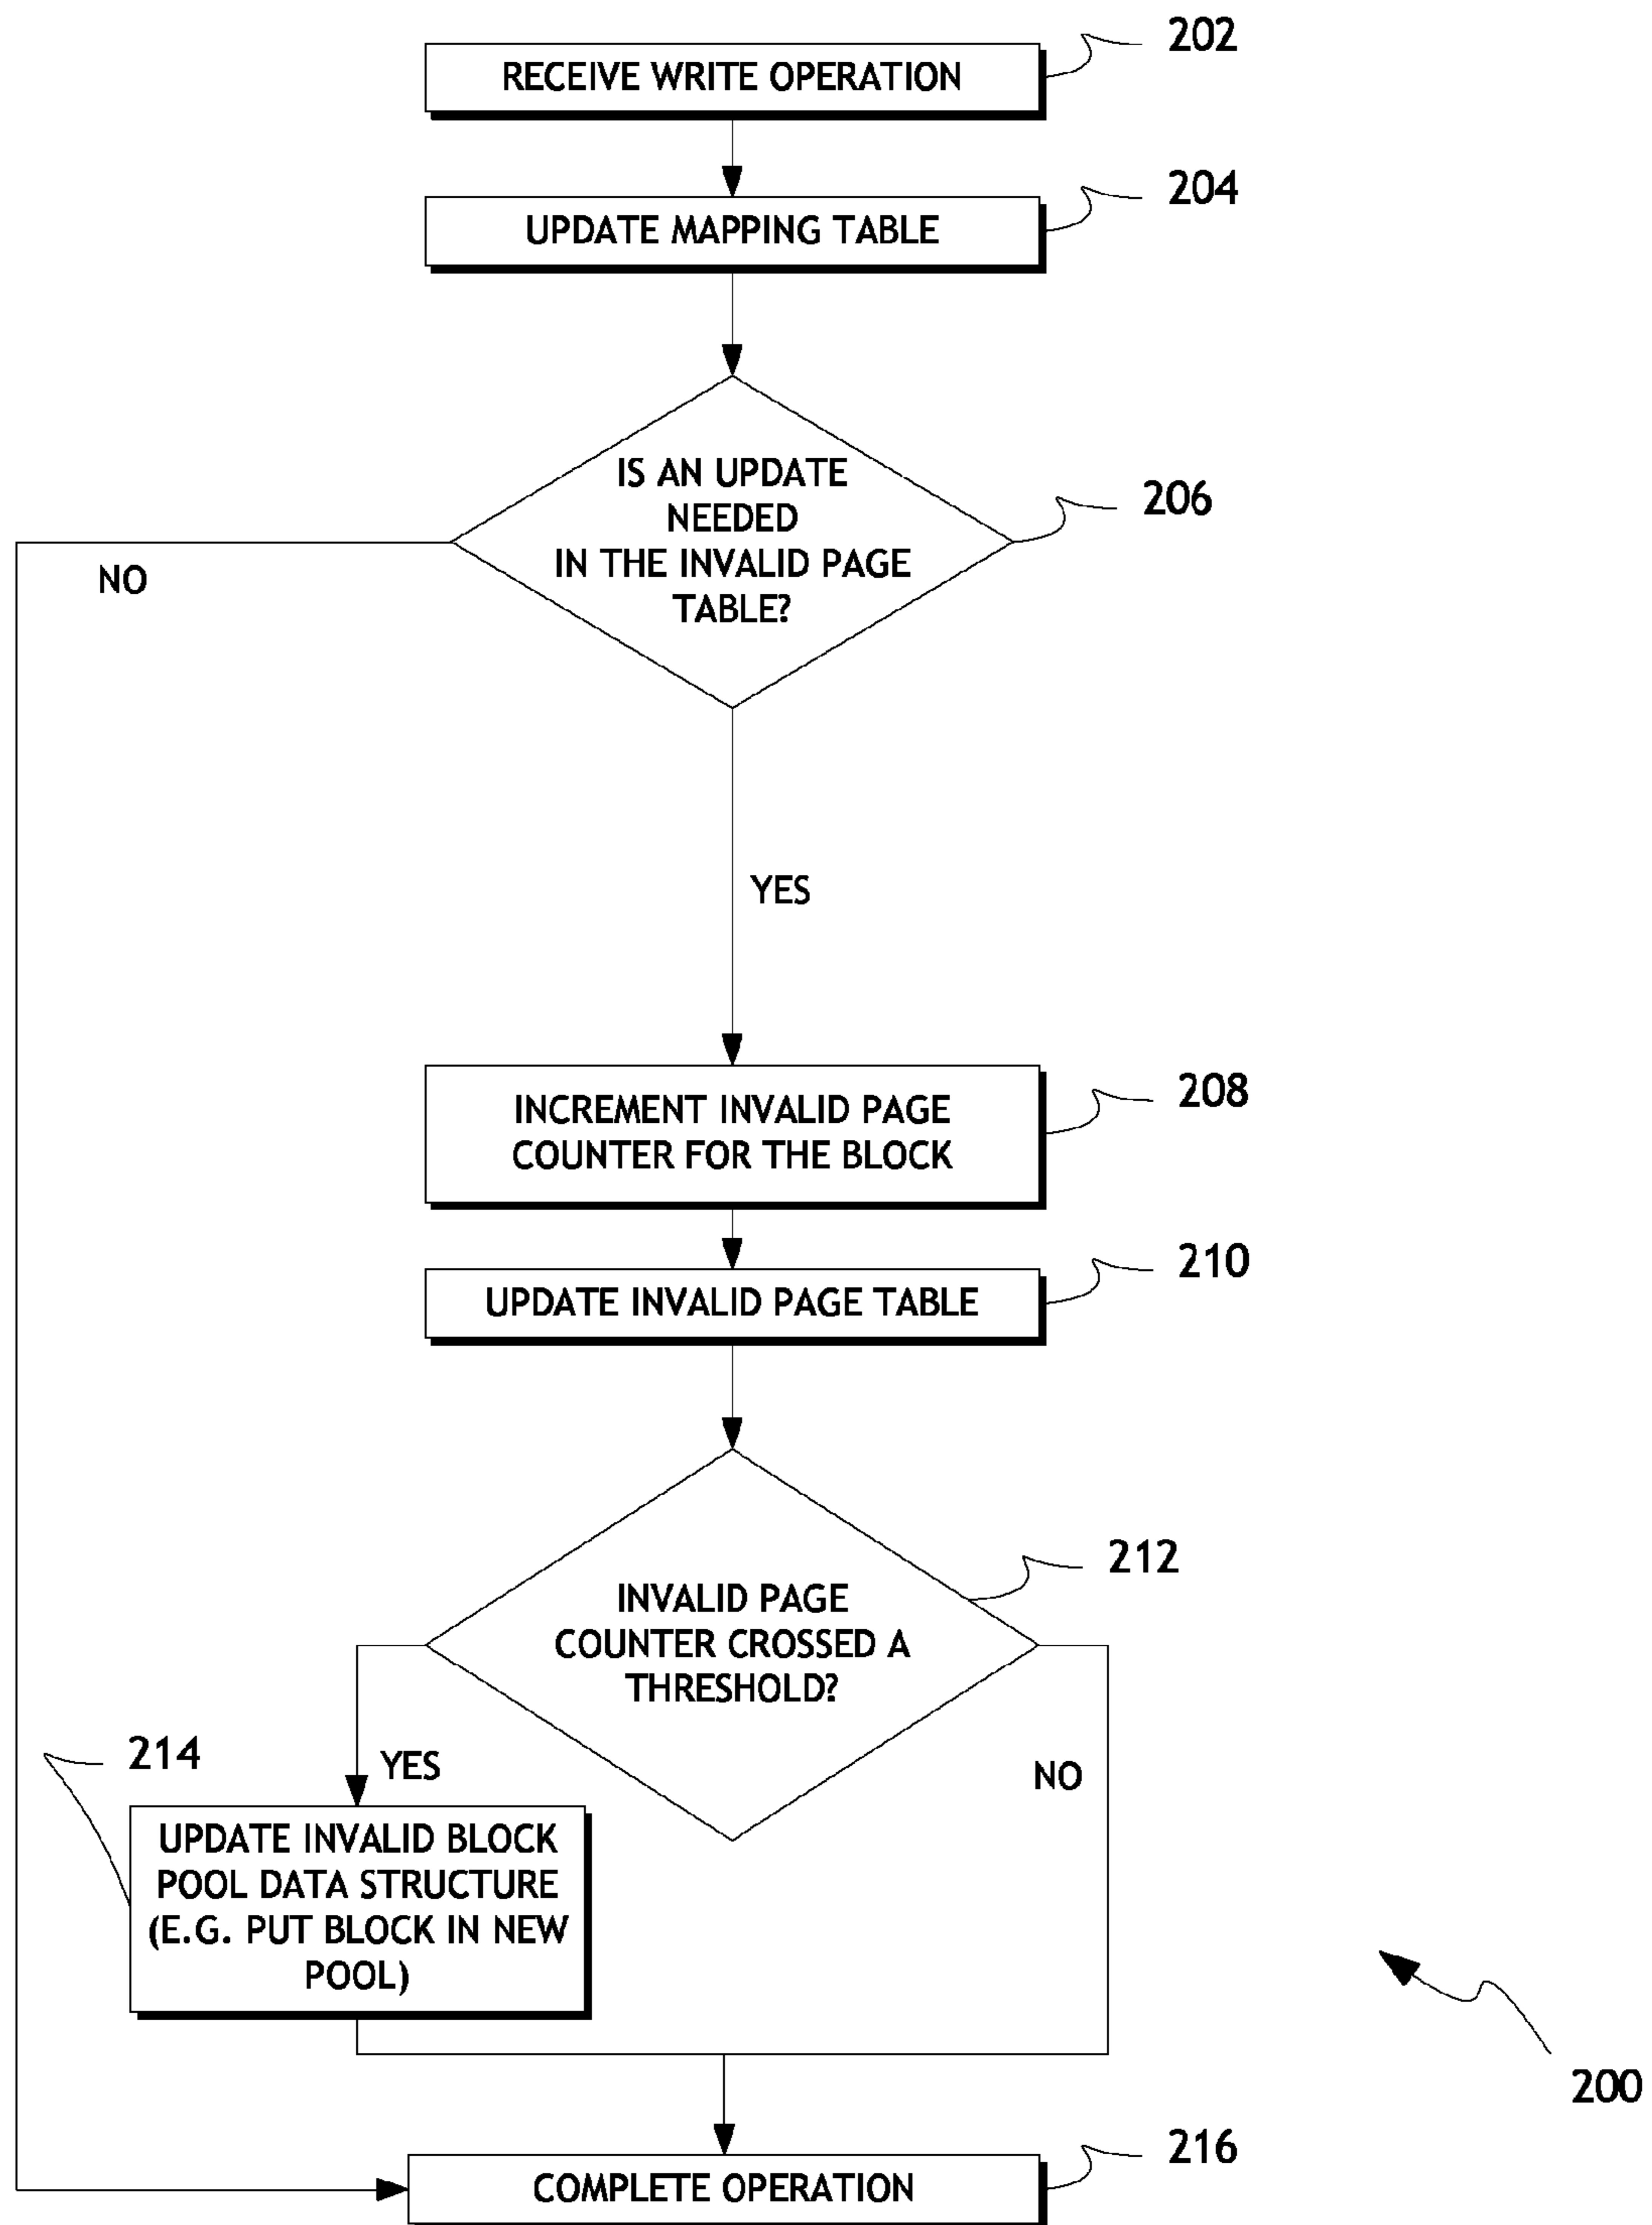 RECEIVE WRITE OPERATION
202
UPDATE MAPPING TABLE
204
IS AN UPDATE
NEEDED
IN THE INVALID PAGE
TABLE?
206
NO
YES
INCREMENT INVALID PAGE
COUNTER FOR THE BLOCK
208
UPDATE INVALID PAGE TABLE
210
INVALID PAGE
COUNTER CROSSED A
THRESHOLD?
212
YES
NO
214
UPDATE INVALID BLOCK
POOL DATA STRUCTURE
(E.G. PUT BLOCK IN NEW
POOL)
200
COMPLETE OPERATION
216